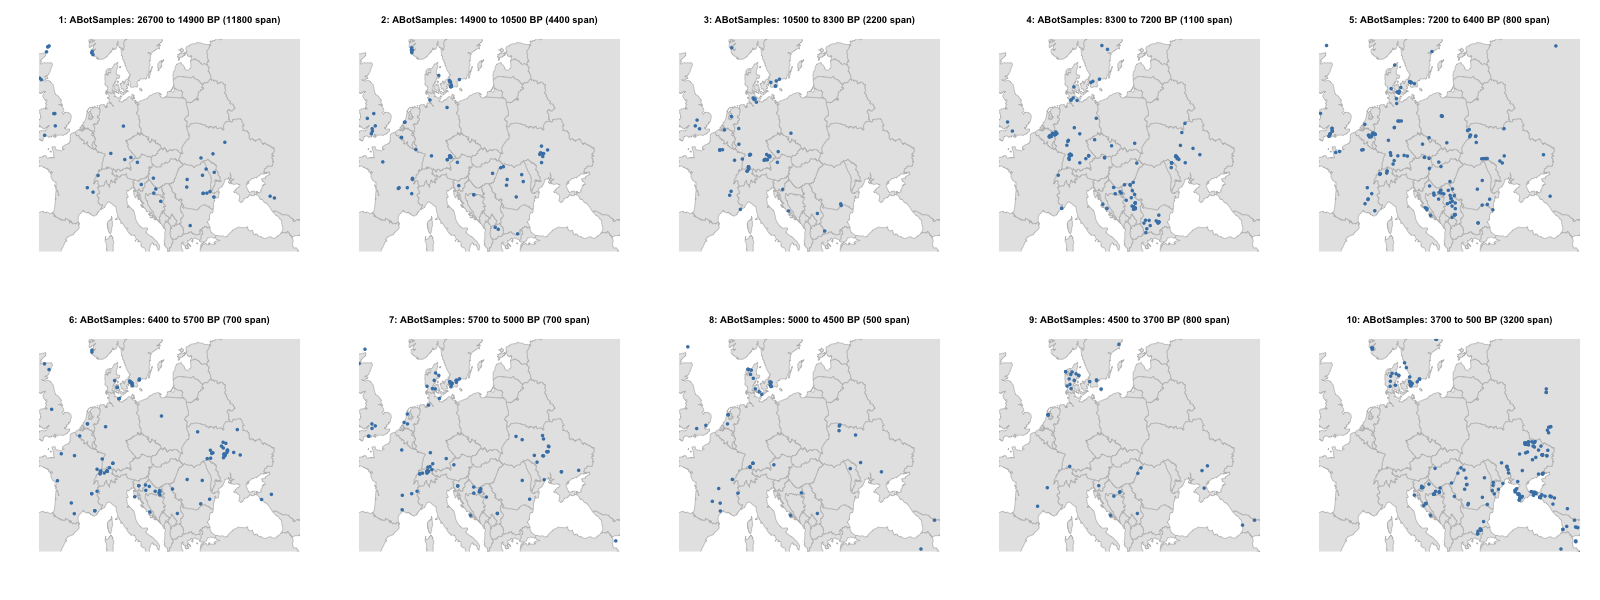 1: ABotSamples: 26700 to 14900 BP (11800 span)
2: ABotSamples: 14900 to 10500 BP (4400 span)
3: ABotSamples: 10500 to 8300 BP (2200 span)
4: ABotSamples: 8300 to 7200 BP (1100 span)
5: ABotSamples: 7200 to 6400 BP (800 span)
6: ABotSamples: 6400 to 5700 BP (700 span)
7: ABotSamples: 5700 to 5000 BP (700 span)
8: ABotSamples: 5000 to 4500 BP (500 span)
9: ABotSamples: 4500 to 3700 BP (800 span)
10: ABotSamples: 3700 to 500 BP (3200 span)